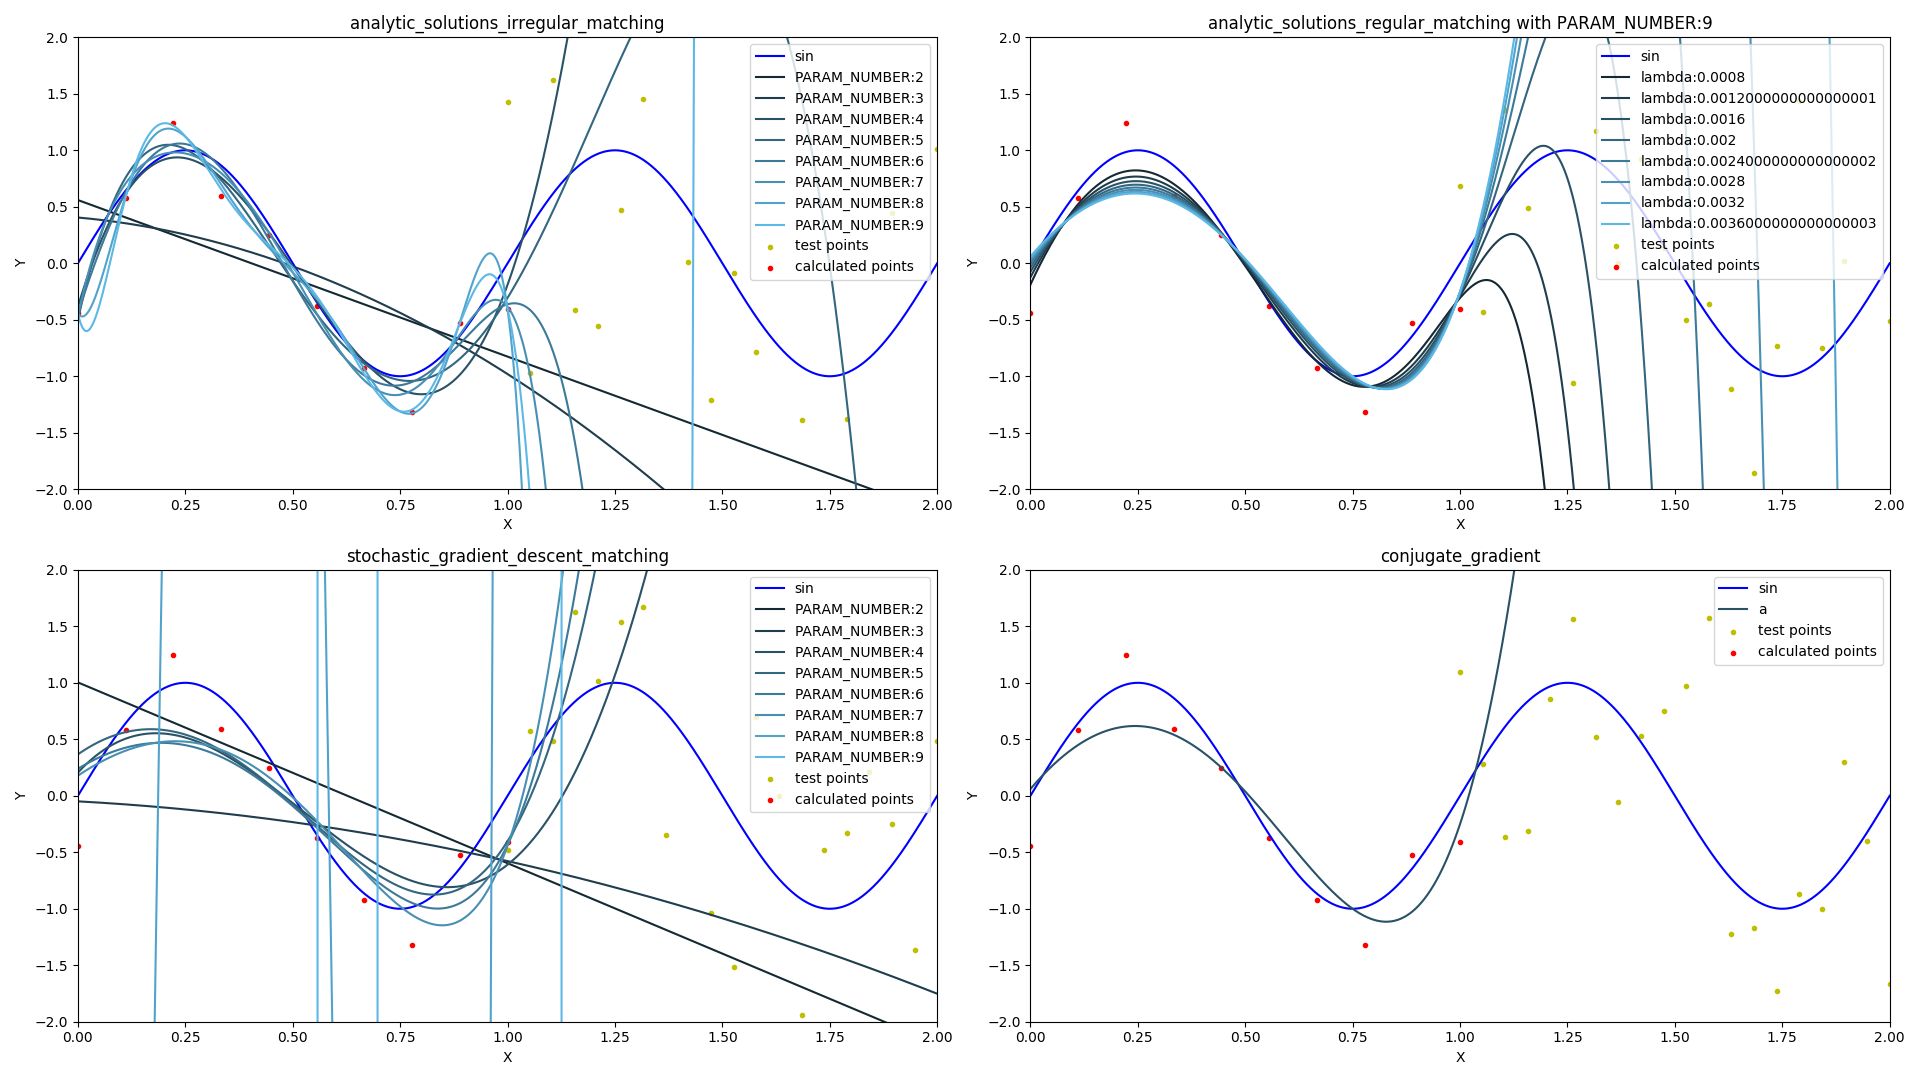 analytic_solutions_irregular_matching
2.0
1.5
1.0
0.5
0.0
−0.5
−1.0
−1.5
−2.0
Y
0.00 0.25 0.50 0.75 1.00 1.25 1.50 1.75 2.00
X
sin
PARAM_NUMBER:2
PARAM_NUMBER:3
PARAM_NUMBER:4
PARAM_NUMBER:5
PARAM_NUMBER:6
PARAM_NUMBER:7
PARAM_NUMBER:8
PARAM_NUMBER:9
test points
calculated points
analytic_solutions_regular_matching with PARAM_NUMBER:9
2.0
1.5
1.0
0.5
0.0
−0.5
−1.0
−1.5
−2.0
Y
0.00 0.25 0.50 0.75 1.00 1.25 1.50 1.75 2.00
X
sin
lambda:0.0008
lambda:0.0012000000000000001
lambda:0.0016
lambda:0.002
lambda:0.0024000000000000002
lambda:0.0028
lambda:0.0032
lambda:0.0036000000000000003
test points
calculated points
stochastic_gradient_descent_matching
2.0
1.5
1.0
0.5
0.0
−0.5
−1.0
−1.5
−2.0
Y
0.00 0.25 0.50 0.75 1.00 1.25 1.50 1.75 2.00
X
sin
PARAM_NUMBER:2
PARAM_NUMBER:3
PARAM_NUMBER:4
PARAM_NUMBER:5
PARAM_NUMBER:6
PARAM_NUMBER:7
PARAM_NUMBER:8
PARAM_NUMBER:9
test points
calculated points
conjugate_gradient
2.0
1.5
1.0
0.5
0.0
−0.5
−1.0
−1.5
−2.0
Y
0.00 0.25 0.50 0.75 1.00 1.25 1.50 1.75 2.00
X
sin
a
test points
calculated points